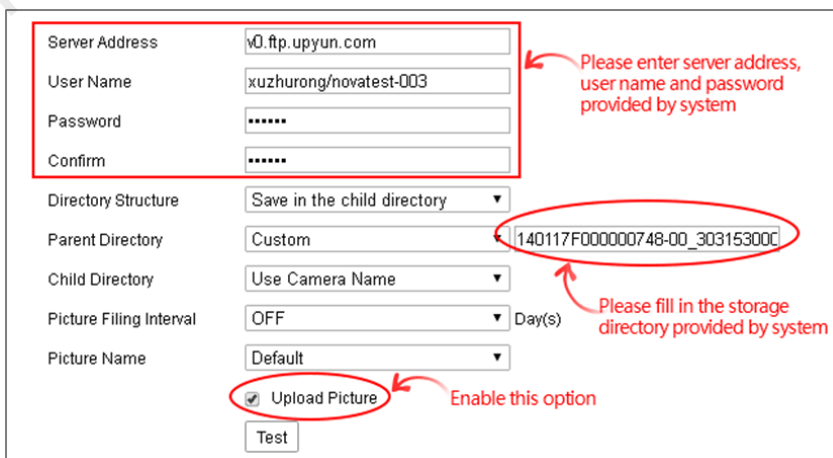 Server Address v0.ftp.upyun.com
Please enter server address,
User Name xuzhurong/novatest-003
user name and password
provided by system
Password ••••••
Confirm ••••••
Directory Structure Save in the child directory
Parent Directory Custom 140117F000000748-00_30315300
Child Directory Use Camera Name
Please fill in the storage
Picture Filing Interval OFF Day(s)
directory provided by system
Picture Name Default
Upload Picture Enable this option
Test